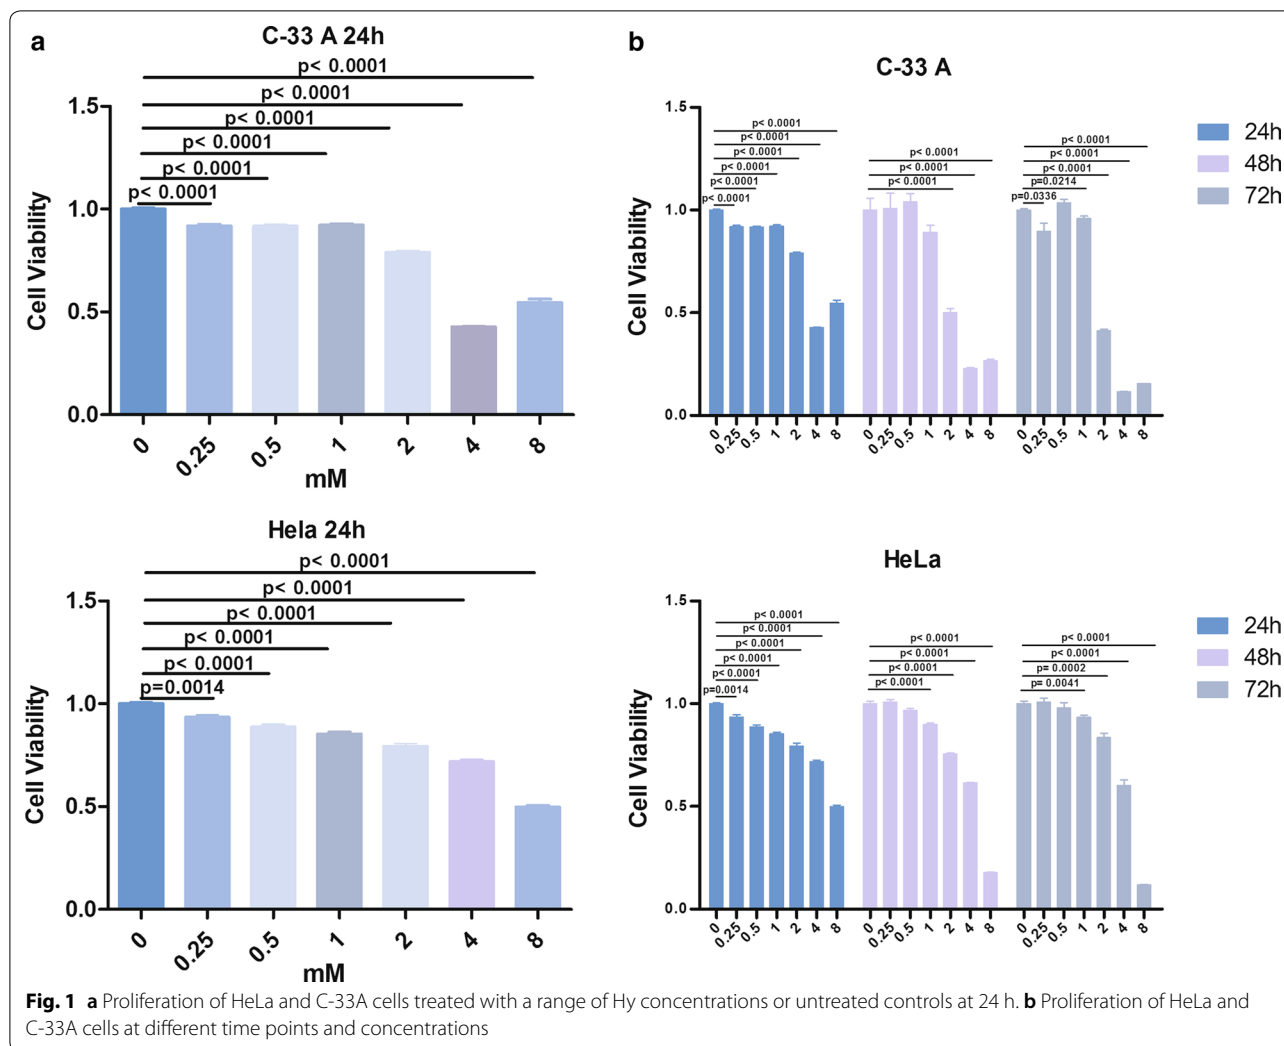 a
C-33 A 24h
p< 0.0001
p< 0.0001
p< 0.0001
p< 0.0001
p< 0.0001
p< 0.0001
Cell Viability
1.5
1.0
0.5
0.0
0 0.25 0.5 1 2 4 8
mM
b
C-33 A
24h
48h
72h
Cell Viability
1.5
1.0
0.5
0.0
p< 0.0001
p< 0.0001
p< 0.0001
p< 0.0001
p< 0.0001
p< 0.0001
p< 0.0001
p< 0.0001
p< 0.0001
p< 0.0001
p< 0.0001
p< 0.0001
p=0.0214
p=0.0336
0 0.25 0.5 1 2 4 8 0 0.25 0.5 1 2 4 8 0 0.25 0.5 1 2 4 8
Hela 24h
p< 0.0001
p< 0.0001
p< 0.0001
p< 0.0001
p< 0.0001
p=0.0014
Cell Viability
1.5
1.0
0.5
0.0
0 0.25 0.5 1 2 4 8
mM
HeLa
24h
48h
72h
Cell Viability
1.5
1.0
0.5
0.0
p< 0.0001
p< 0.0001
p< 0.0001
p< 0.0001
p< 0.0001
p=0.0014
p< 0.0001
p< 0.0001
p< 0.0001
p< 0.0001
p< 0.0001
p< 0.0001
p= 0.0002
p= 0.0041
0 0.25 0.5 1 2 4 8 0 0.25 0.5 1 2 4 8 0 0.25 0.5 1 2 4 8
Fig. 1 a Proliferation of HeLa and C-33A cells treated with a range of Hy concentrations or untreated controls at 24 h. b Proliferation of HeLa and
C-33A cells at different time points and concentrations